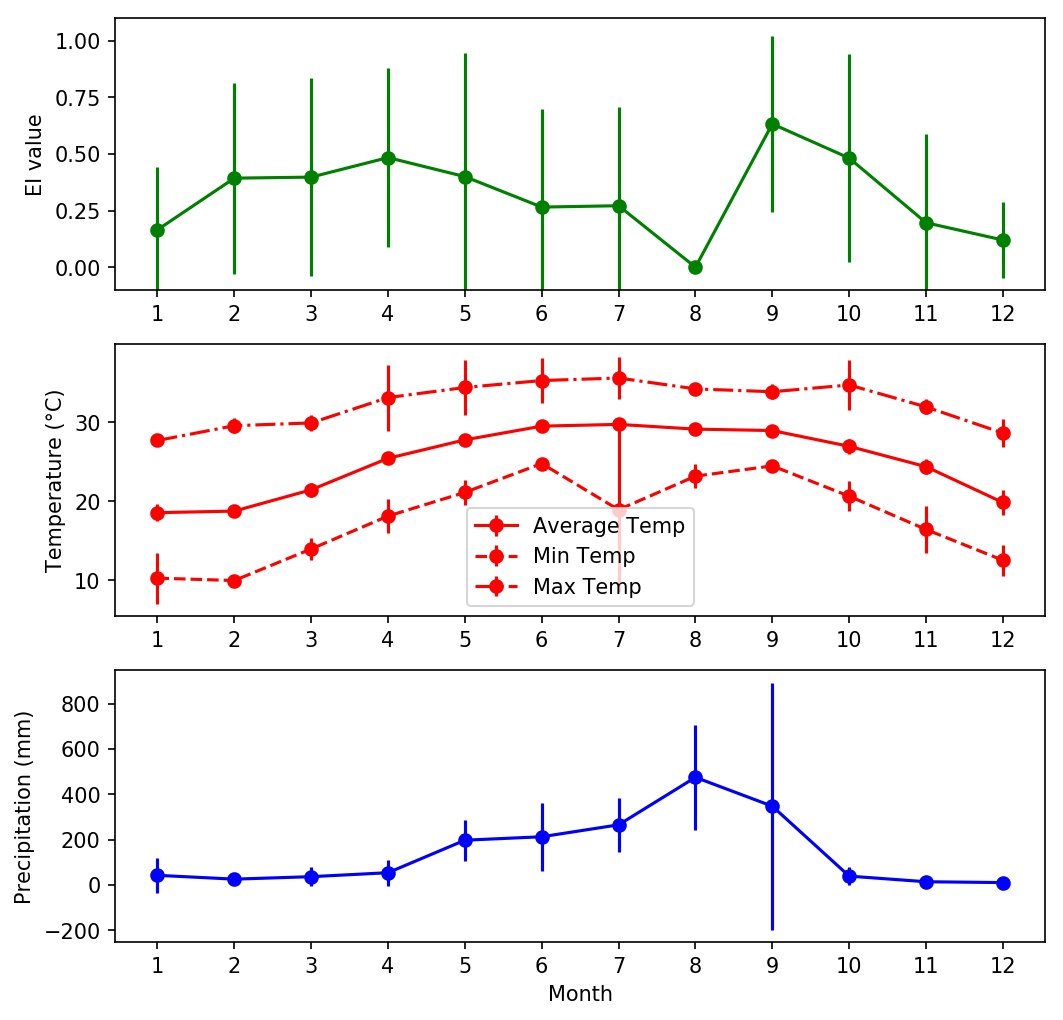 EI value
1.00
0.75
0.50
0.25
0.00
1 2 3 4 5 6 7 8 9 10 11 12
Temperature (°C)
30
20
10
Average Temp
Min Temp
Max Temp
1 2 3 4 5 6 7 8 9 10 11 12
Precipitation (mm)
800
600
400
200
0
−200
1 2 3 4 5 6 7 8 9 10 11 12
Month